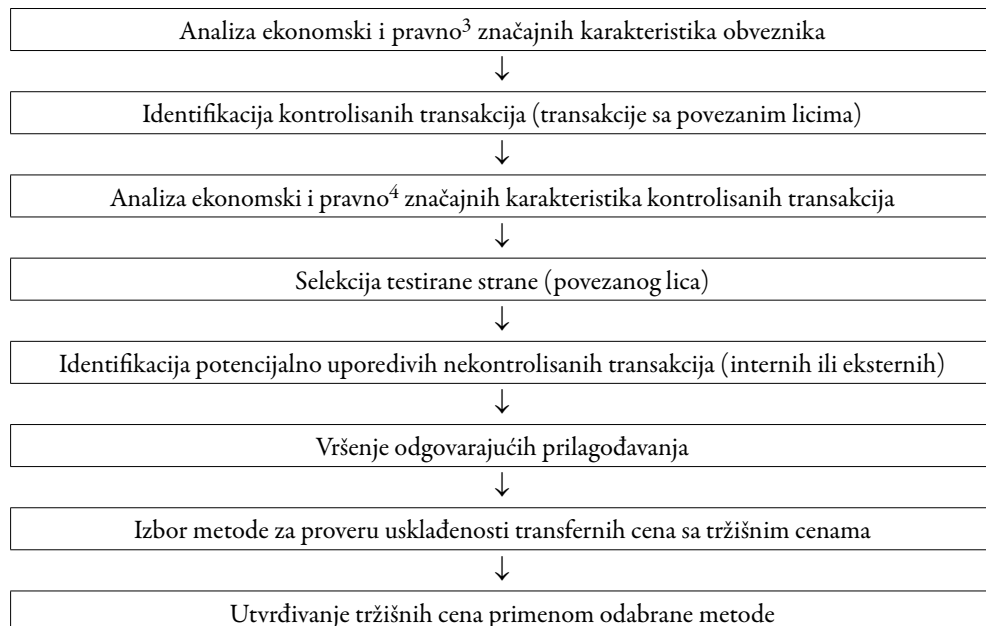 Analiza ekonomski i pravno³ značajnih karakteristika obveznika
↓
Identifikacija kontrolisanih transakcija (transakcije sa povezanim licima)
↓
Analiza ekonomski i pravno⁴ značajnih karakteristika kontrolisanih transakcija
↓
Selekcija testirane strane (povezanog lica)
↓
Identifikacija potencijalno uporedivih nekontrolisanih transakcija (internih ili eksternih)
↓
Vršenje odgovarajućih prilagođavanja
↓
Izbor metode za proveru usklađenosti transfernih cena sa tržišnim cenama
↓
Utvrđivanje tržišnih cena primenom odabrane metode